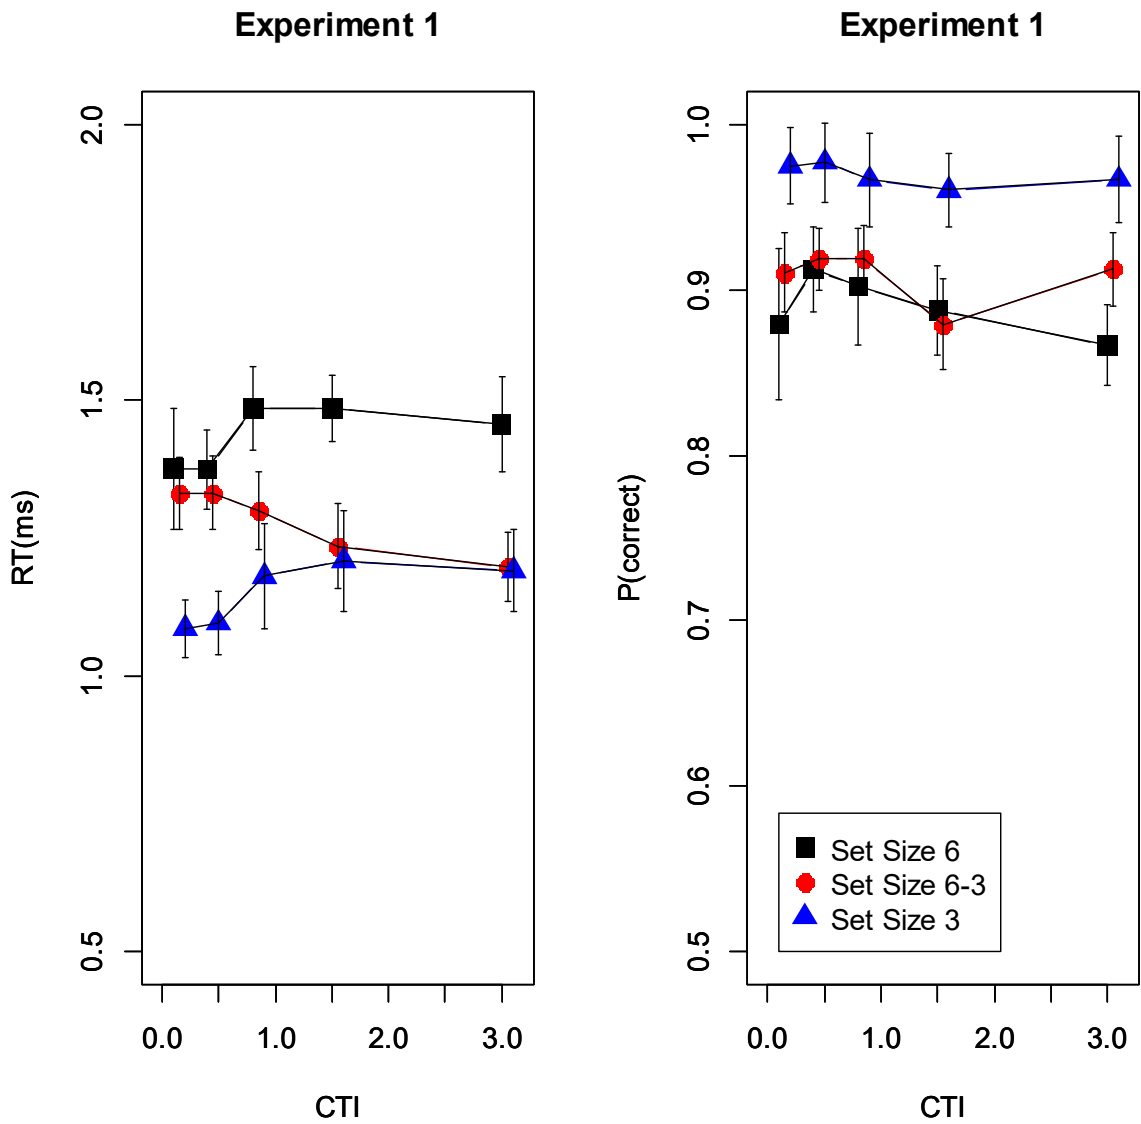 Experiment 1
RT(ms)
2.0
1.5
1.0
0.5
0.0 1.0 2.0 3.0
CTI
Experiment 1
P(correct)
1.0
0.9
0.8
0.7
0.6
0.5
Set Size 6
Set Size 6-3
Set Size 3
0.0 1.0 2.0 3.0
CTI